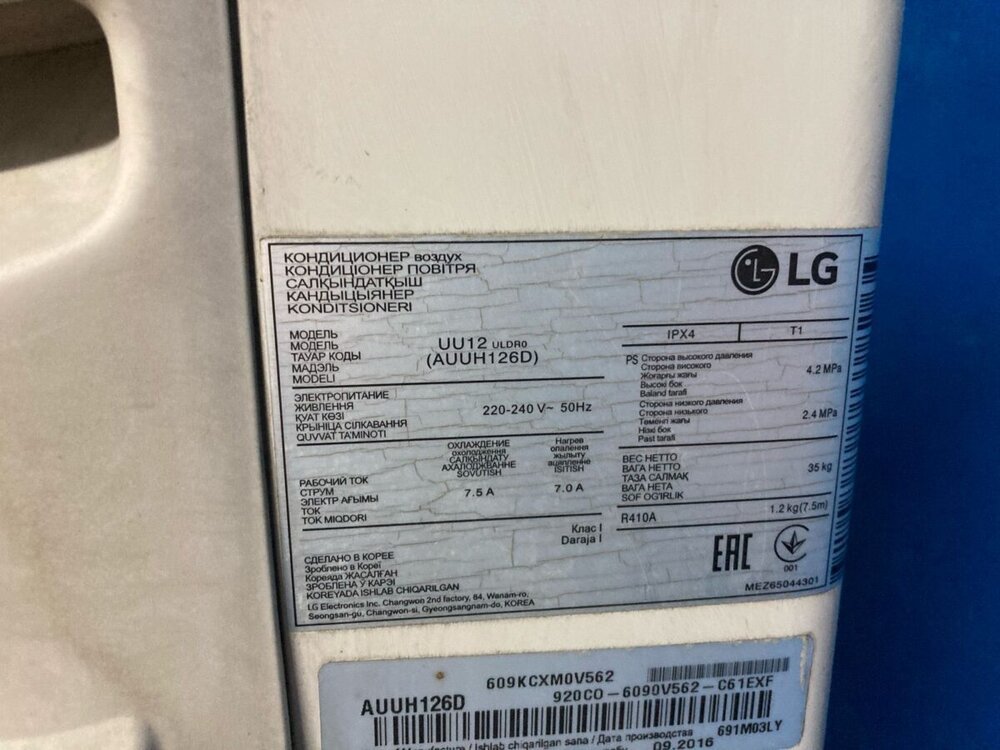 КОНДИЦИОНЕР воздух
КОНДИЦІОНЕР ПОВІТРЯ
САЛҚЫНДАТҚЫШ
КАНДЫЦЫЯНЕР
KONDITSIONERI
LG
МОДЕЛЬ
МОДЕЛЬ
ТАУАР КОДЫ
МАДЭЛЬ
MODELI
UU12 ULDR0
(AUUH126D)
IPX4 T1
ЭЛЕКТРОПИТАНИЕ
ЖИВЛЕННЯ
ҚУАТ КӨЗІ
КРЫНІЦА СІЛКАВАННЯ
QUVVAT TA'MINOTI
220-240 V~ 50Hz
PS Сторона высокого давления
Сторона високого
Жоғарғы жағы
Высокі бок
Baland tarafi
4.2 MPa
Сторона низкого давления
Сторона низького
Төменгі жағы
Нізкі бок
Past tarafi
2.4 MPa
ОХЛАЖДЕНИЕ
охолодження
САЛҚЫНДАТУ
АХАЛОДЖВАННЕ
SOVUTISH
Нагрев
опалення
жылыту
ацяпленне
ISITISH
РАБОЧИЙ ТОК
СТРУМ
ЭЛЕКТР АҒЫМЫ
ТОК
TOK MIQDORI
7.5 A 7.0 A
ВЕС НЕТТО
ВАГА НЕТТО
ТАЗА САЛМАҚ
ВАГА НЕТА
SOF OG'IRLIK
35 kg
R410A 1.2 kg(7.5m)
Клас I
Daraja I
СДЕЛАНО В КОРЕЕ
Зроблено в Кореї
Кореяда ЖАСАЛҒАН
ЗРОБЛЕНА Ў КАРЭІ
KOREYADA ISHLAB CHIQARILGAN
LG Electronics Inc. Changwon 2nd factory, 84, Wanam-ro,
Seongsan-gu, Changwon-si, Gyeongsangnam-do, KOREA
EAC
001
MEZ65044301
AUUH126D
609KCXM0V562
920CO-6090V562-C61EXF
691M03LY
Manufacture / Ishlab chiqarilgan sana / Дата производства
09.2016